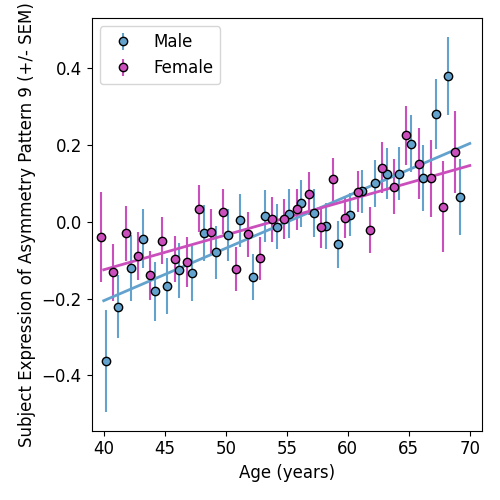 Subject Expression of Asymmetry Pattern 9 (+/- SEM)
Male
Female
0.4
0.2
0.0
−0.2
−0.4
40 45 50 55 60 65 70
Age (years)